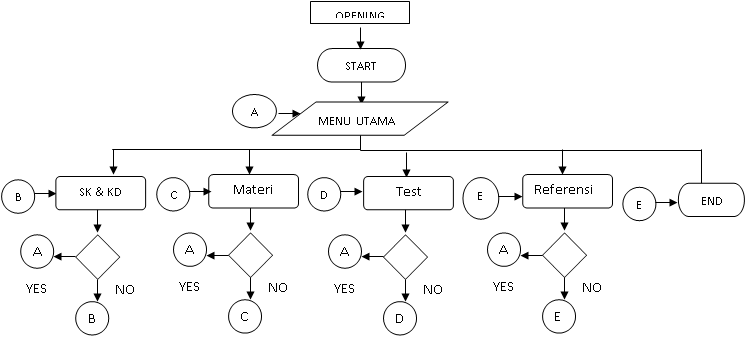 OPENING
START
A
MENU UTAMA
B
SK & KD
C
Materi
D
Test
E
Referensi
E
END
A
A
A
A
YES
NO
YES
NO
YES
NO
YES
NO
B
C
D
E